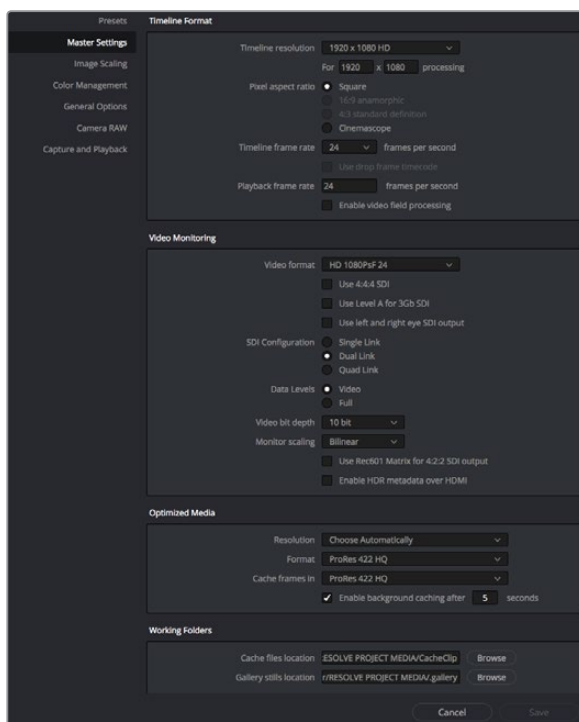 Presets
Master Settings
Image Scaling
Color Management
General Options
Camera RAW
Capture and Playback
Timeline Format
Timeline resolution 1920 x 1080 HD
For 1920 x 1080 processing
Pixel aspect ratio Square
16:9 anamorphic
4:3 standard definition
Cinemascope
Timeline frame rate 24 frames per second
Use drop frame timecode
Playback frame rate 24 frames per second
Enable video field processing
Video Monitoring
Video format HD 1080PsF 24
Use 4:4:4 SDI
Use Level A for 3Gb SDI
Use left and right eye SDI output
SDI Configuration Single Link
Dual Link
Quad Link
Data Levels Video
Full
Video bit depth 10 bit
Monitor scaling Bilinear
Use Rec601 Matrix for 4:2:2 SDI output
Enable HDR metadata over HDMI
Optimized Media
Resolution Choose Automatically
Format ProRes 422 HQ
Cache frames in ProRes 422 HQ
Enable background caching after 5 seconds
Working Folders
Cache files location ESOLVE PROJECT MEDIA/CacheClip Browse
Gallery stills location r/RESOLVE PROJECT MEDIA/.gallery Browse
Cancel Save